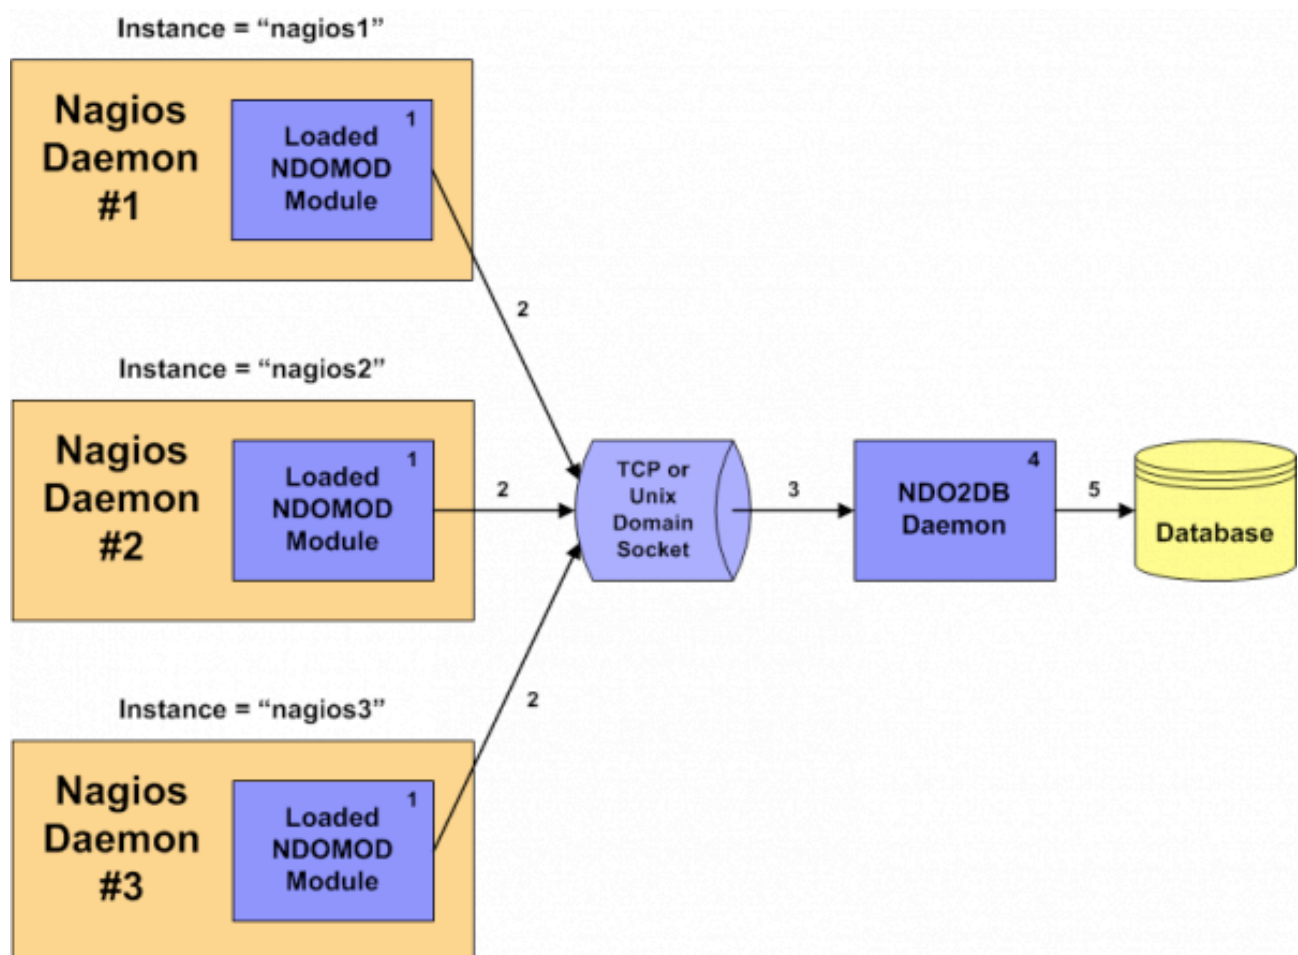 Instance = “nagios1”
Nagios
Daemon
#1
1
Loaded
NDOMOD
Module
2
Instance = “nagios2”
Nagios
Daemon
#2
1
Loaded
NDOMOD
Module
2
TCP or
Unix
Domain
Socket
3
4
NDO2DB
Daemon
5
Database
2
Instance = “nagios3”
Nagios
Daemon
#3
1
Loaded
NDOMOD
Module